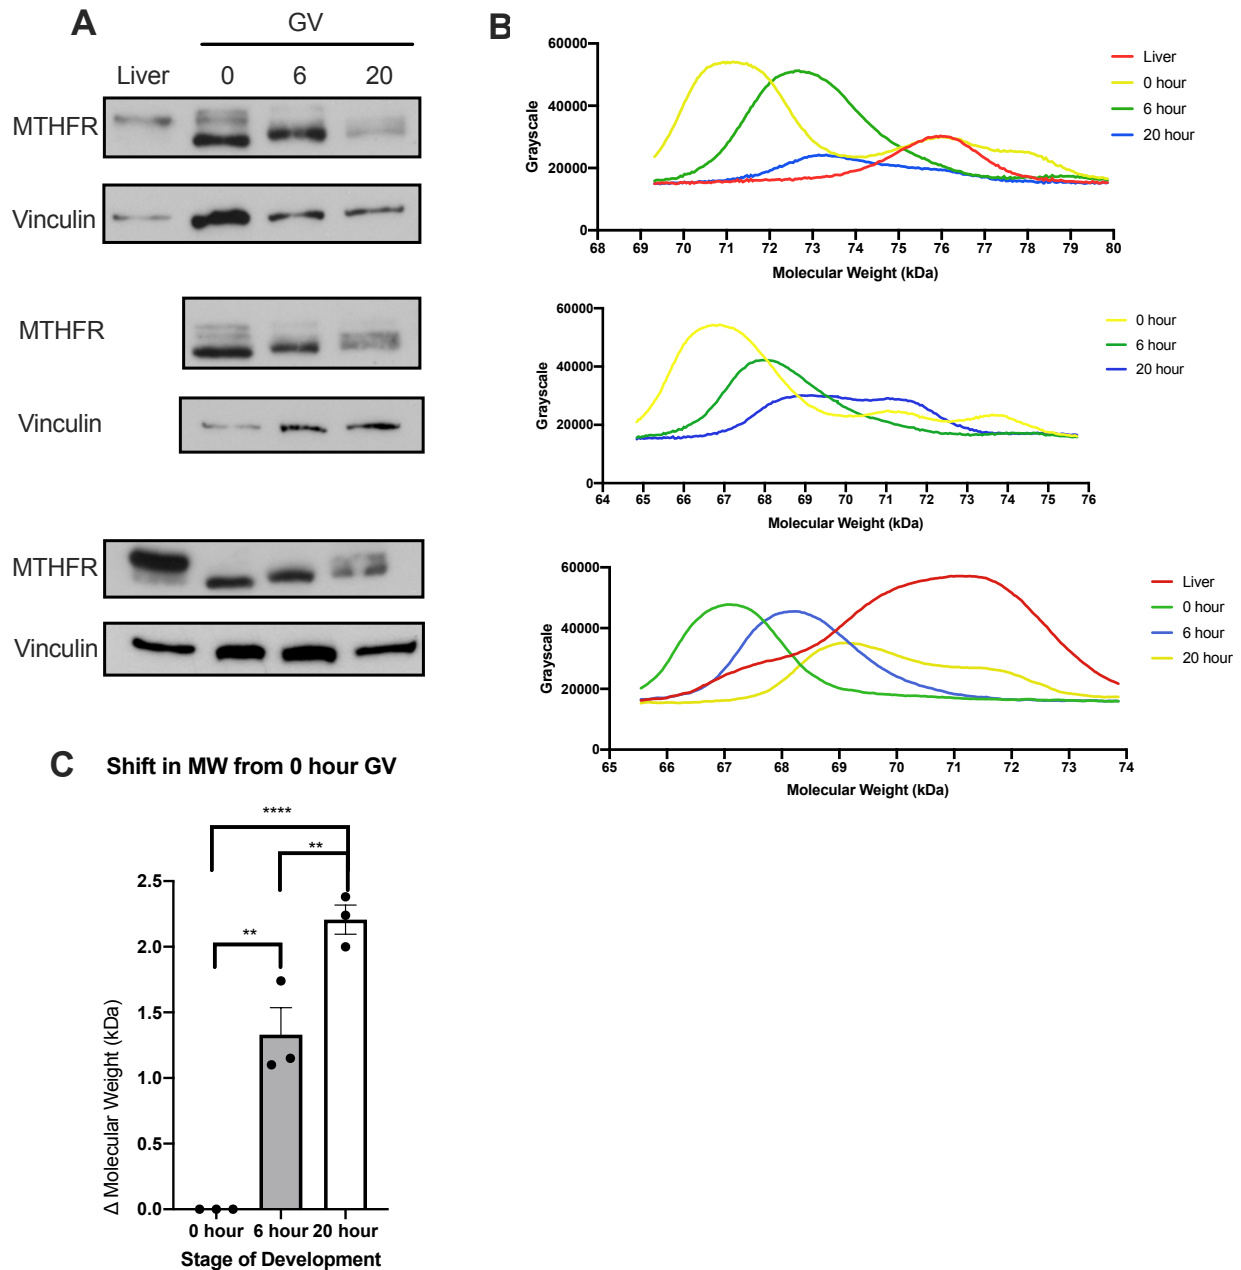 A
GV
Liver 0 6 20
MTHFR
Vinculin
MTHFR
Vinculin
MTHFR
Vinculin
B
60000
40000
20000
0
Grayscale
68 69 70 71 72 73 74 75 76 77 78 79 80
Molecular Weight (kDa)
Liver
0 hour
6 hour
20 hour
60000
40000
20000
0
Grayscale
64 65 66 67 68 69 70 71 72 73 74 75 76
Molecular Weight (kDa)
0 hour
6 hour
20 hour
60000
40000
20000
0
Grayscale
65 66 67 68 69 70 71 72 73 74
Molecular Weight (kDa)
Liver
0 hour
6 hour
20 hour
C Shift in MW from 0 hour GV
****
**
**
2.5
2.0
1.5
1.0
0.5
0.0
Δ Molecular Weight (kDa)
0 hour 6 hour 20 hour
Stage of Development